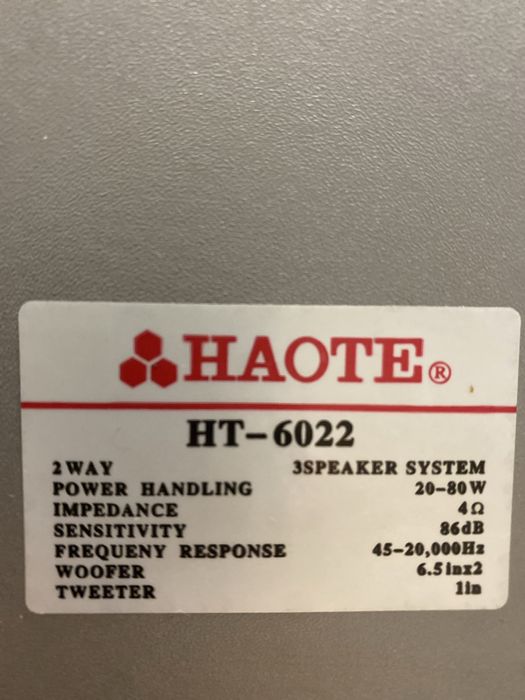 HAOTE®
HT-6022
2WAY 3SPEAKER SYSTEM
POWER HANDLING 20-80W
IMPEDANCE 4Ω
SENSITIVITY 86dB
FREQUENY RESPONSE 45-20,000Hz
WOOFER 6.5inx2
TWEETER 1in